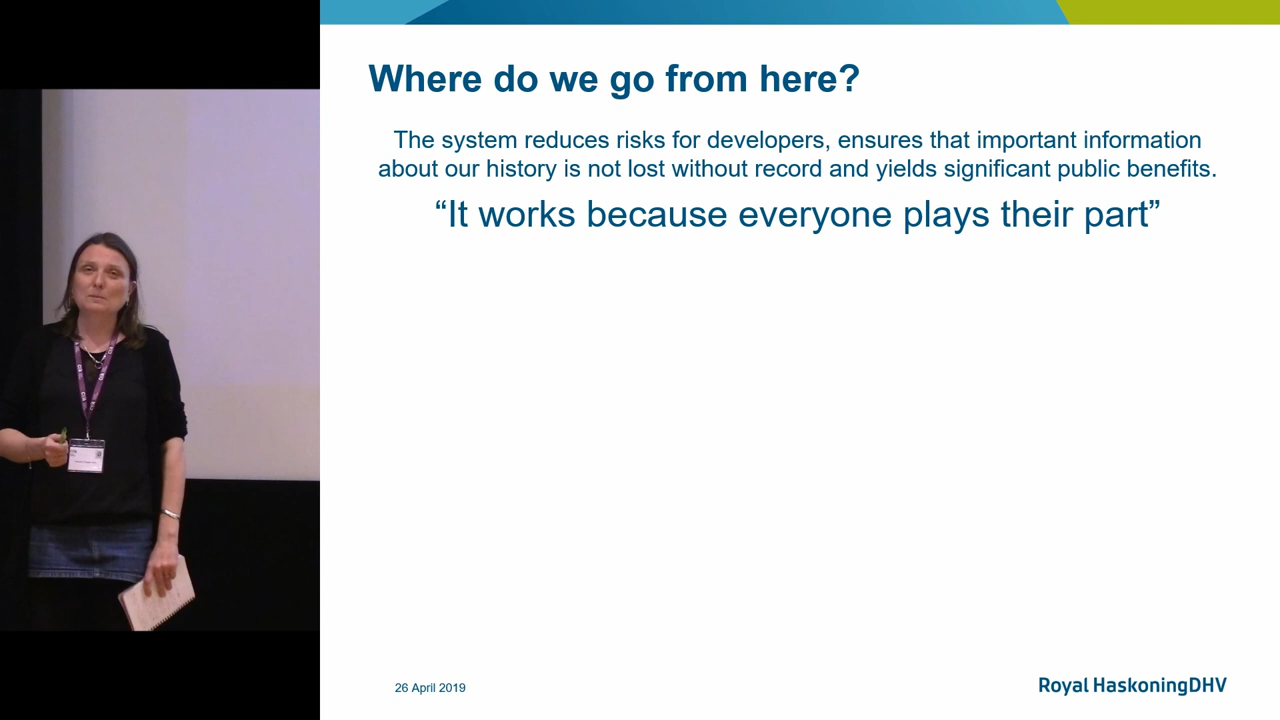 Where do we go from here?
The system reduces risks for developers, ensures that important information
about our history is not lost without record and yields significant public benefits.
“It works because everyone plays their part”
26 April 2019
Royal HaskoningDHV